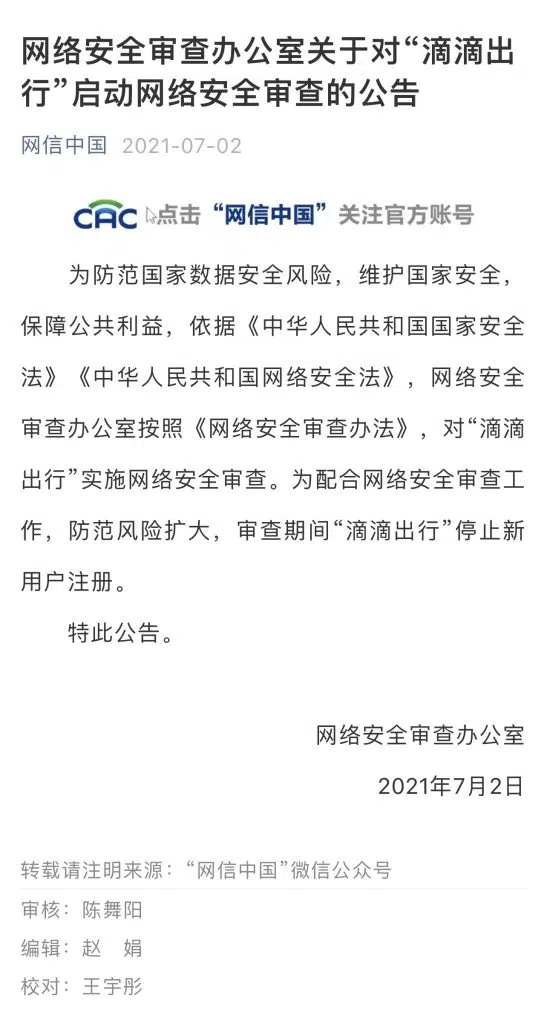 网络安全审查办公室关于对“滴滴出
行”启动网络安全审查的公告
网信中国 2021-07-02
CAC 点击“网信中国”关注官方账号
为防范国家数据安全风险，维护国家安全，
保障公共利益，依据《中华人民共和国国家安全
法》《中华人民共和国网络安全法》，网络安全
审查办公室按照《网络安全审查办法》，对“滴滴
出行”实施网络安全审查。为配合网络安全审查工
作，防范风险扩大，审查期间“滴滴出行”停止新
用户注册。
特此公告。
网络安全审查办公室
2021年7月2日
转载请注明来源：“网信中国”微信公众号
审核：陈舞阳
编辑：赵　娟
校对：王宇彤